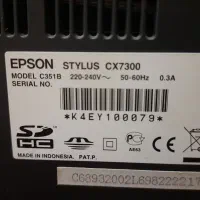 EPSON STYLUS CX7300
MODEL C351B 220-240V~ 50-60Hz 0.3A
SERIAL NO.
*K4EY100079*
SD
HC
MADE IN INDONESIA, PAT.P.